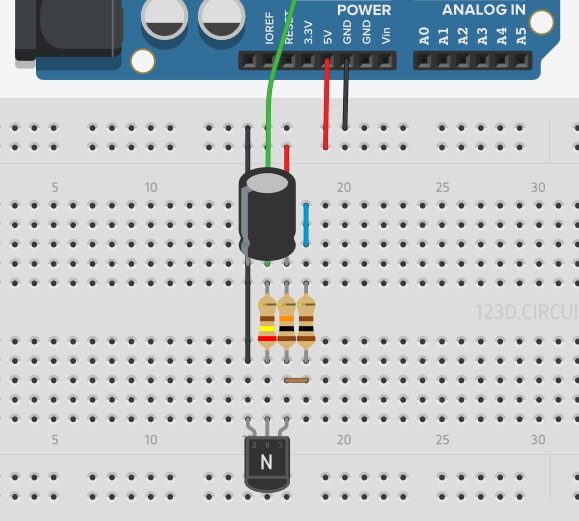 POWER
ANALOG IN
IOREF
RESET
3.3V
5V
GND
GND
Vin
A0
A1
A2
A3
A4
A5
5
10
20
25
30
123D.CIRCUI
5
10
20
25
30
E B C
N